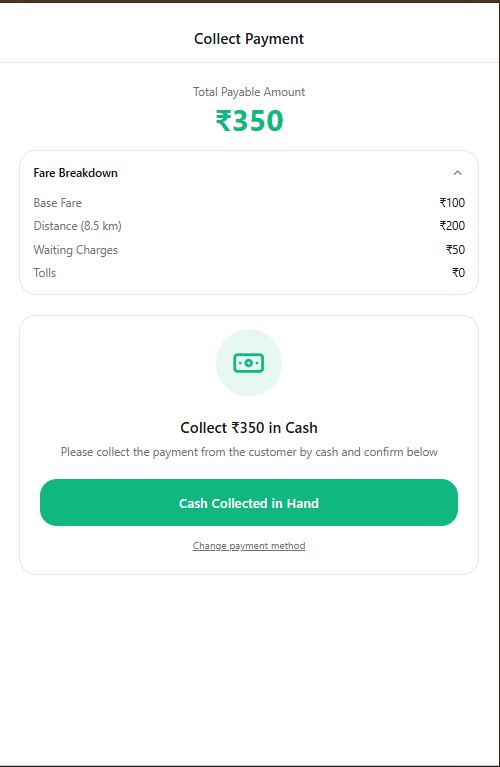 Collect Payment
Total Payable Amount
₹350
Fare Breakdown
Base Fare ₹100
Distance (8.5 km) ₹200
Waiting Charges ₹50
Tolls ₹0
Collect ₹350 in Cash
Please collect the payment from the customer by cash and confirm below
Cash Collected in Hand
Change payment method